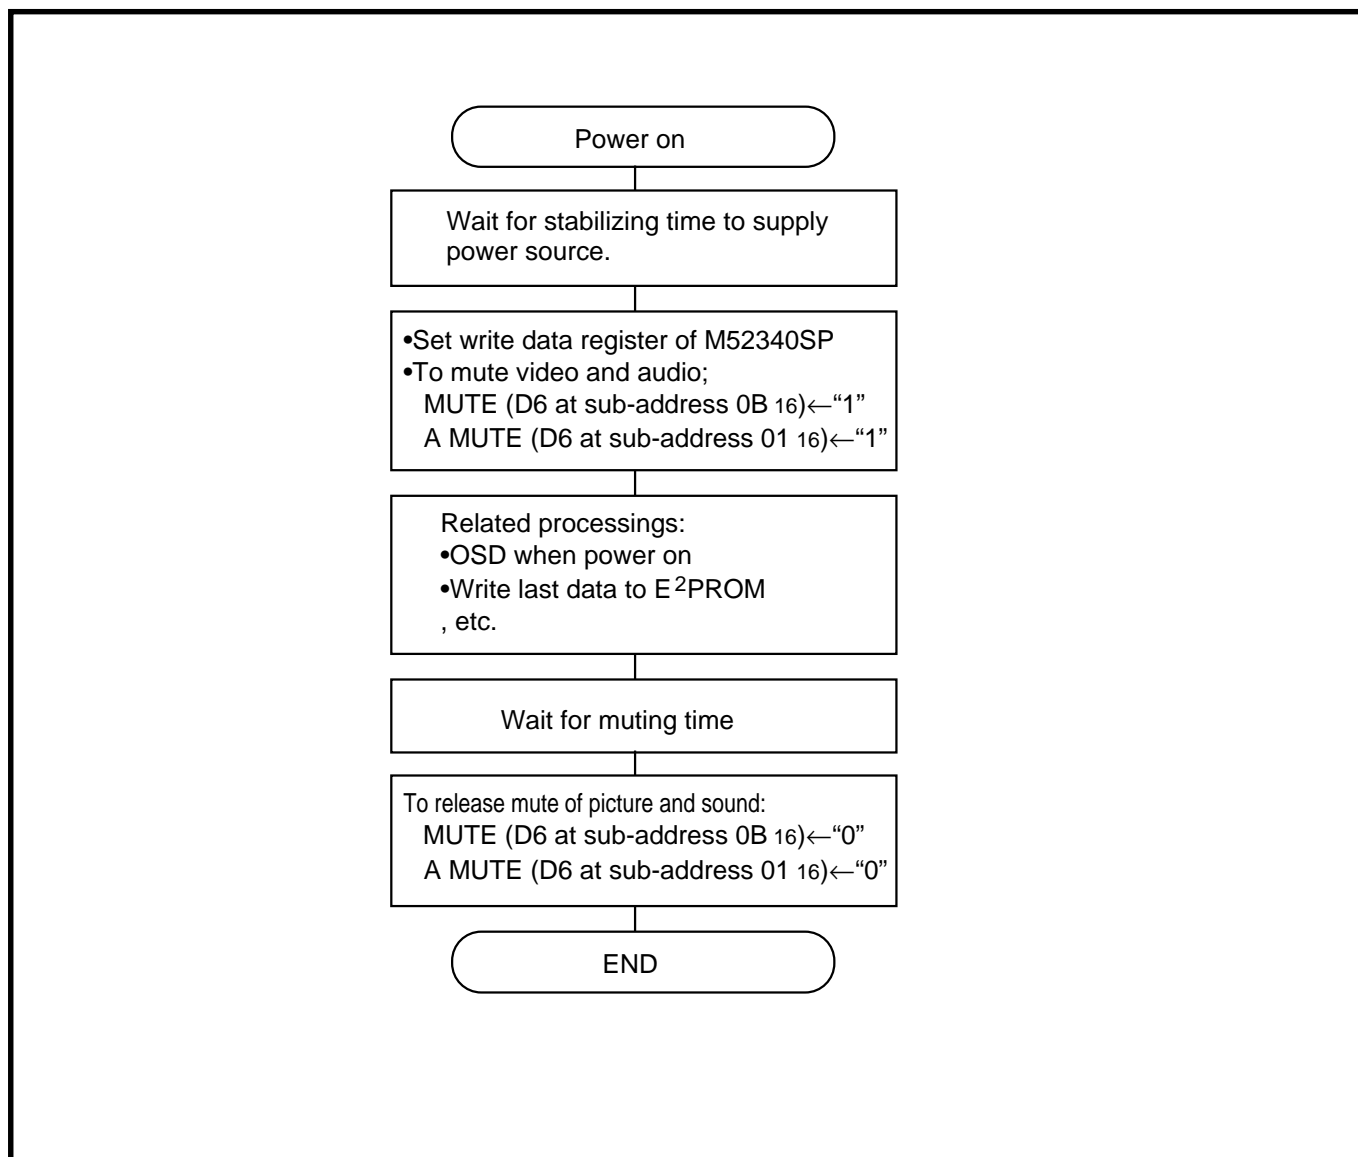 Power on
Wait for stabilizing time to supply
power source.
•Set write data register of M52340SP
•To mute video and audio;
MUTE (D6 at sub-address 0B 16)←“1”
A MUTE (D6 at sub-address 01 16)←“1”
Related processings:
•OSD when power on
•Write last data to E2PROM
, etc.
Wait for muting time
To release mute of picture and sound:
MUTE (D6 at sub-address 0B 16)←“0”
A MUTE (D6 at sub-address 01 16)←“0”
END